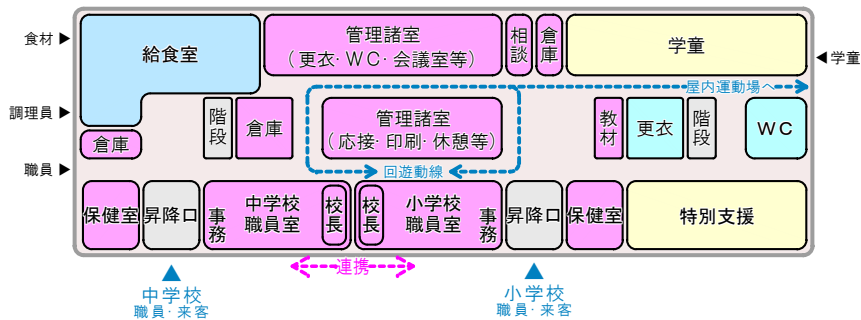 食材
調理員
職員
給食室
管理諸室
(更衣･WC･会議室等)
相談
倉庫
学童
学童
屋内運動場へ
階段
倉庫
管理諸室
(応接･印刷･休憩等)
教材
更衣
階段
WC
倉庫
回遊動線
保健室
昇降口
事務
中学校
職員室
校長
校長
小学校
職員室
事務
昇降口
保健室
特別支援
連携
中学校
職員･来客
小学校
職員･来客